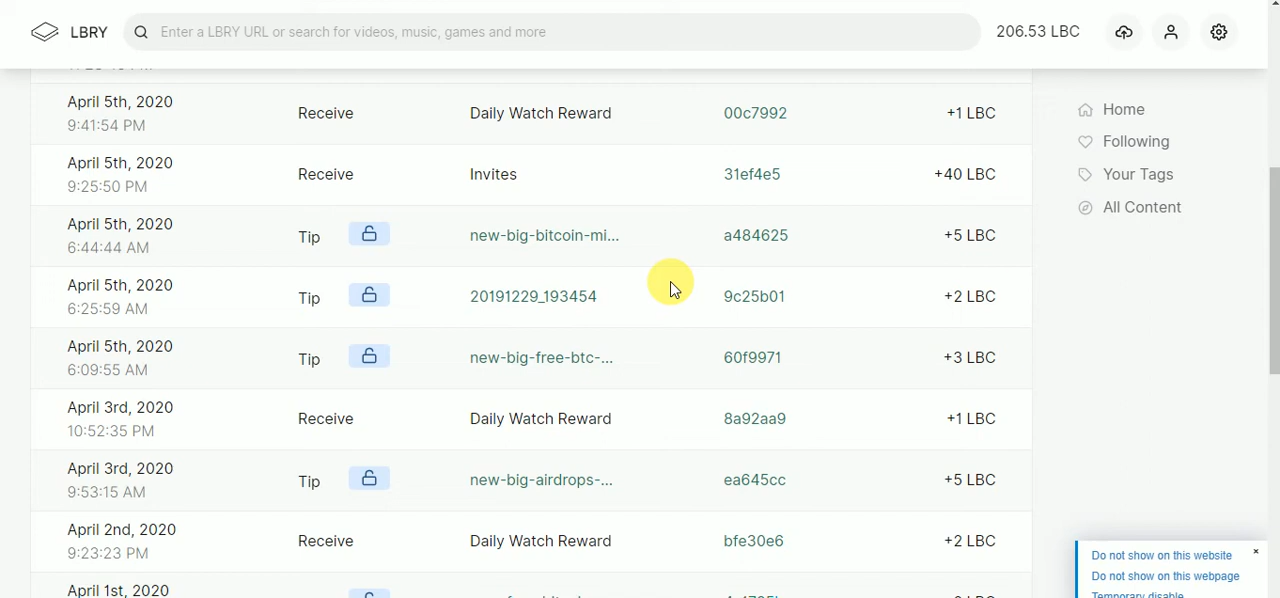 LBRY
Enter a LBRY URL or search for videos, music, games and more
206.53 LBC
April 5th, 2020
9:41:54 PM
Receive
Daily Watch Reward
00c7992
+1 LBC
April 5th, 2020
9:25:50 PM
Receive
Invites
31ef4e5
+40 LBC
April 5th, 2020
6:44:44 AM
Tip
new-big-bitcoin-mi...
a484625
+5 LBC
April 5th, 2020
6:25:59 AM
Tip
20191229_193454
9c25b01
+2 LBC
April 5th, 2020
6:09:55 AM
Tip
new-big-free-btc-...
60f9971
+3 LBC
April 3rd, 2020
10:52:35 PM
Receive
Daily Watch Reward
8a92aa9
+1 LBC
April 3rd, 2020
9:53:15 AM
Tip
new-big-airdrops-...
ea645cc
+5 LBC
April 2nd, 2020
9:23:23 PM
Receive
Daily Watch Reward
bfe30e6
+2 LBC
April 1st, 2020
Home
Following
Your Tags
All Content
Do not show on this website
Do not show on this webpage
Temporary disable